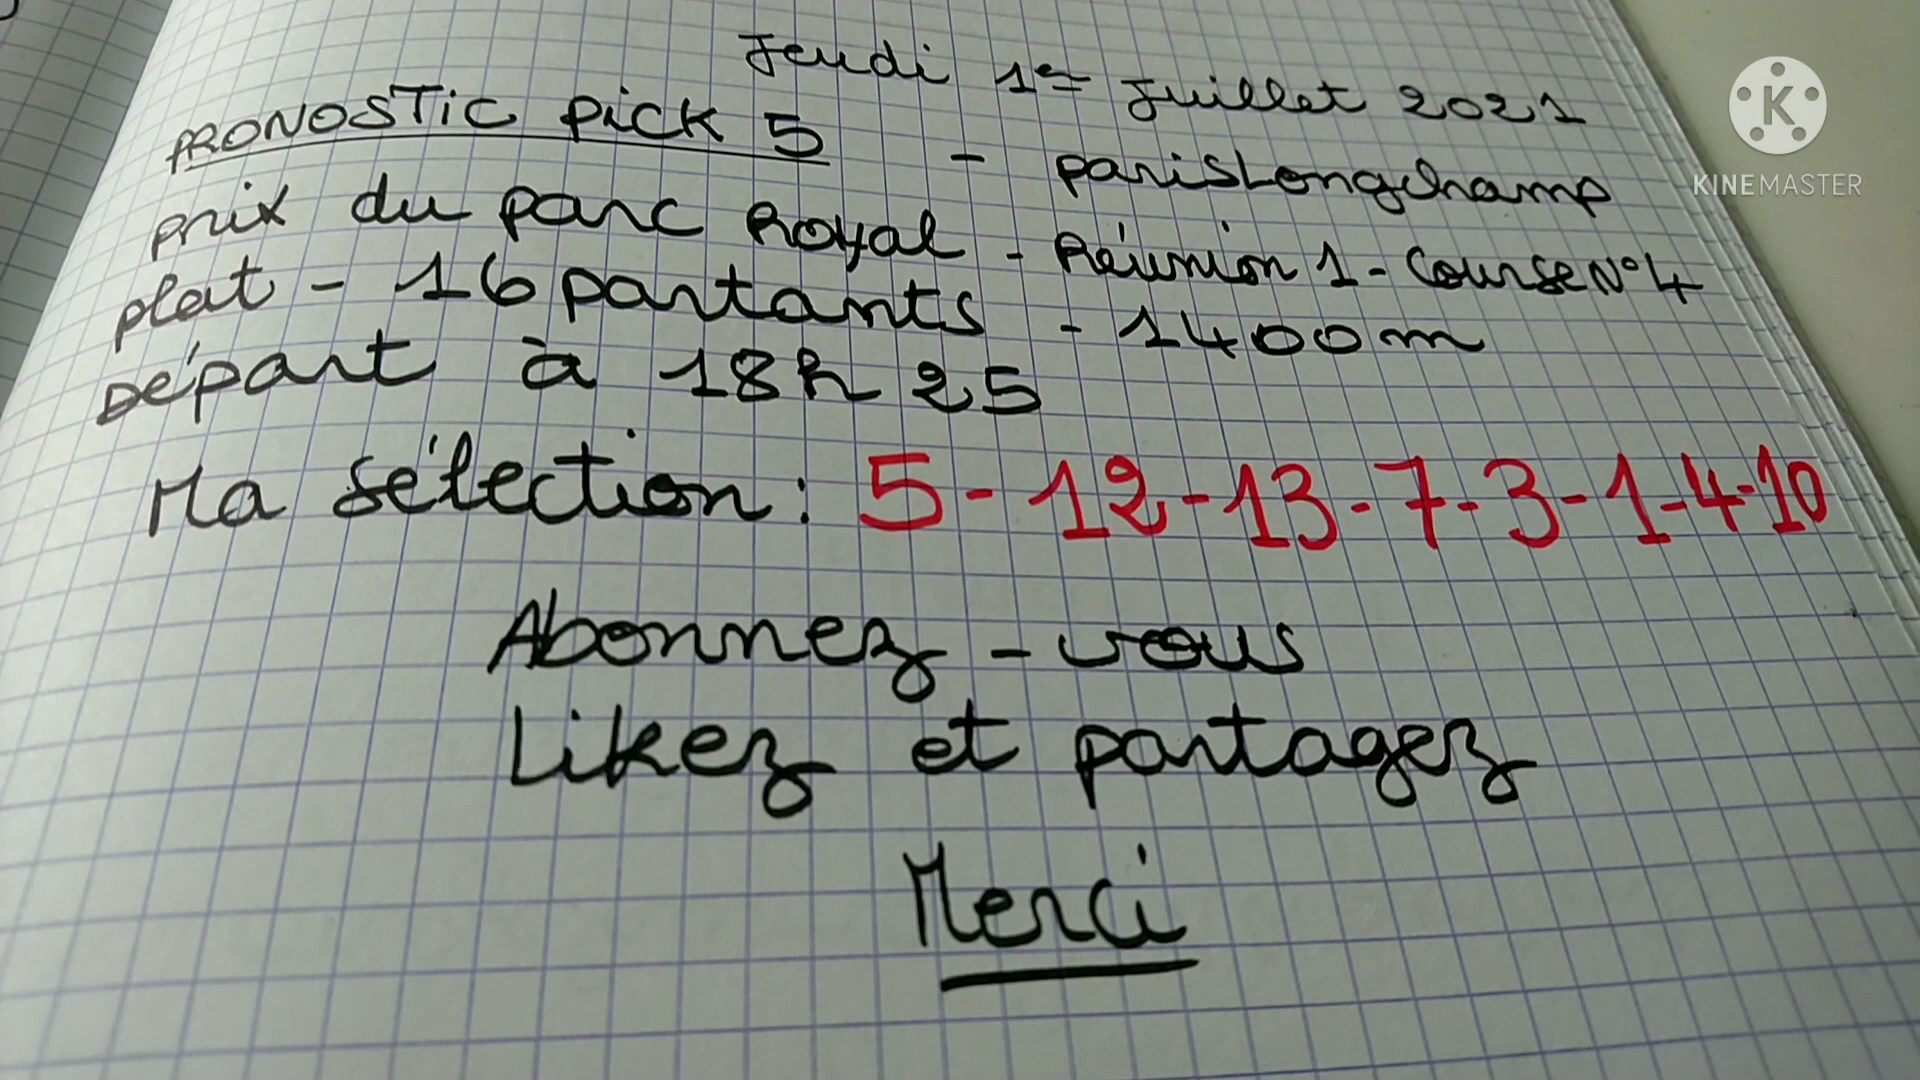 Jeudi 1er Juillet 2021
PRONOSTIC PICK 5 - ParisLongchamp
prix du parc Royal - Réunion 1 - Course N°4
plat - 16 partants - 1400m
Départ à 18h25
Ma sélection : 5 - 12 - 13 - 7 - 3 - 1 - 4 - 10
Abonnez-vous
Likez et partagez
Merci
K
KINEMASTER